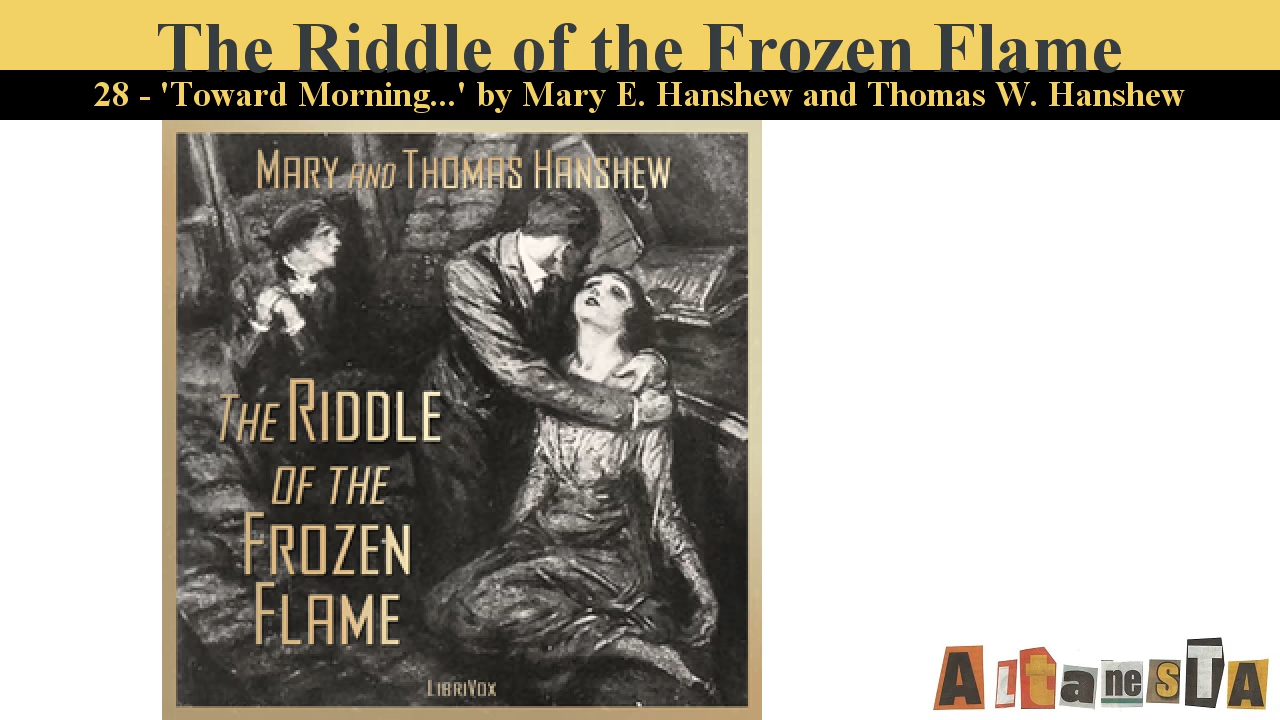 The Riddle of the Frozen Flame
28 - 'Toward Morning...' by Mary E. Hanshew and Thomas W. Hanshew
MARY AND THOMAS HANSHEW
THE RIDDLE
OF THE
FROZEN
FLAME
LIBRIVOX
AltanesTA